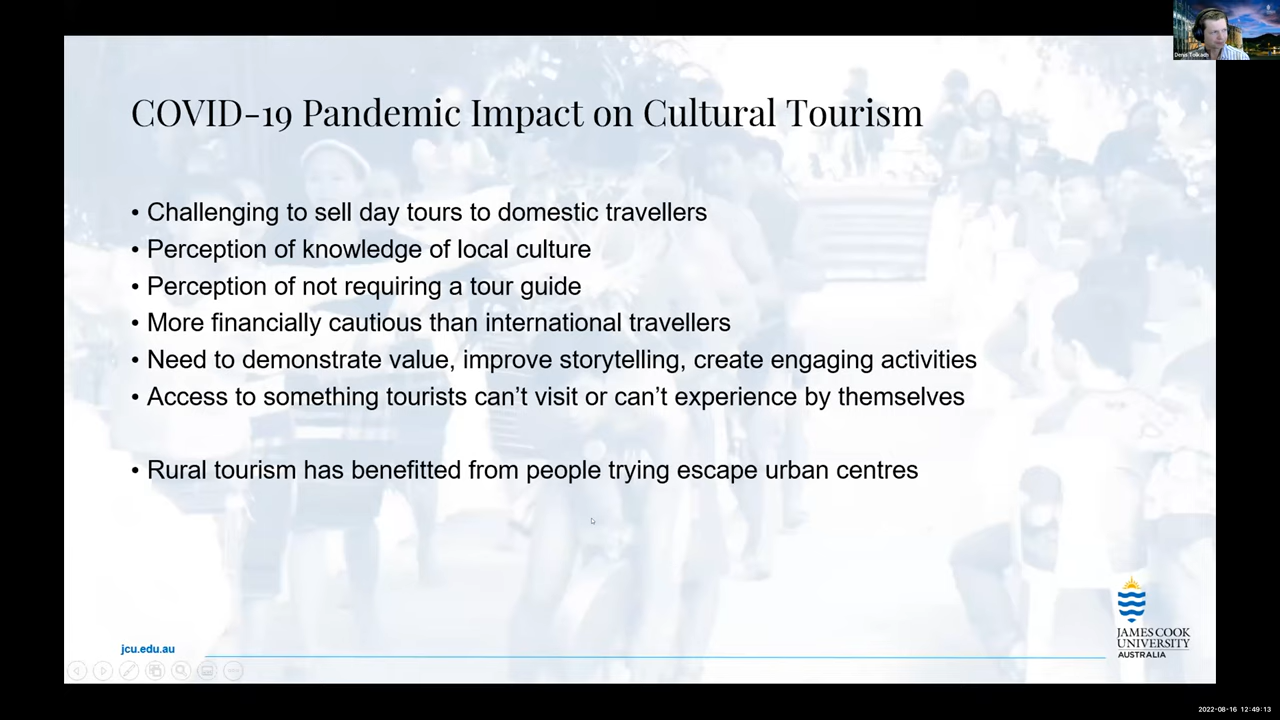 Denis Tolkach
COVID-19 Pandemic Impact on Cultural Tourism
• Challenging to sell day tours to domestic travellers
• Perception of knowledge of local culture
• Perception of not requiring a tour guide
• More financially cautious than international travellers
• Need to demonstrate value, improve storytelling, create engaging activities
• Access to something tourists can’t visit or can’t experience by themselves
• Rural tourism has benefitted from people trying escape urban centres
jcu.edu.au
JAMES COOK
UNIVERSITY
AUSTRALIA
2022-08-16 12:49:13